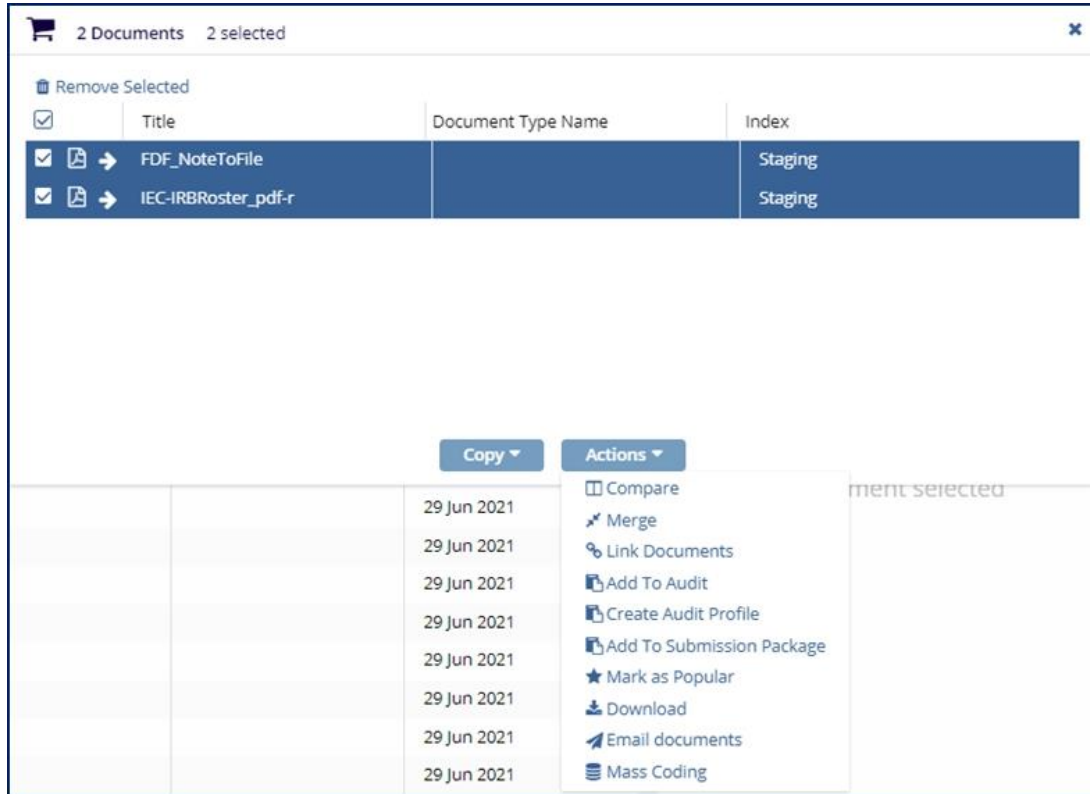 2 Documents 2 selected
Remove Selected
Title Document Type Name Index
FDF_NoteToFile Staging
IEC-IRBRoster_pdf-r Staging
Copy Actions
Compare
ment selected
29 Jun 2021
Merge
29 Jun 2021
Link Documents
29 Jun 2021
Add To Audit
29 Jun 2021
Create Audit Profile
29 Jun 2021
Add To Submission Package
29 Jun 2021
Mark as Popular
29 Jun 2021
Download
29 Jun 2021
Email documents
Mass Coding